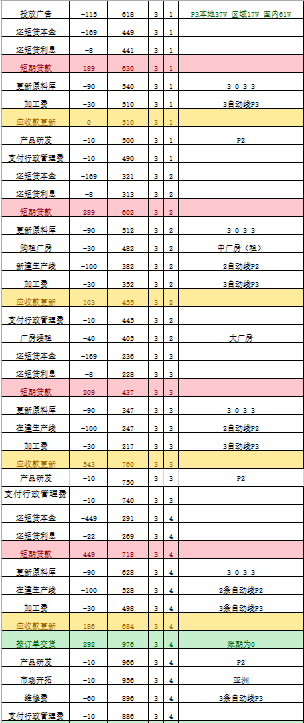 投放广告 -115 618 3 1 P3本地37W 区域17W 国内61W
还短贷本金 -169 449 3 1
还短贷利息 -8 441 3 1
短期贷款 189 630 3 1
更新原料库 -90 540 3 1 3 0 3 3
加工费 -30 510 3 1 3自动线P3
应收款更新 0 510 3 1
产品研发 -10 500 3 1 P2
支付行政管理费 -10 490 3 1
还短贷本金 -169 321 3 2
还短贷利息 -8 313 3 2
短期贷款 289 602 3 2
更新原料库 -90 512 3 2 3 0 3 3
购租厂房 -30 482 3 2 中厂房（租）
新建生产线 -100 382 3 2 2自动线P2
加工费 -30 352 3 2 3自动线P3
应收款更新 103 455 3 2
支付行政管理费 -10 445 3 2
厂房续租 -40 405 3 2 大厂房
还短贷本金 -169 236 3 3
还短贷利息 -8 228 3 3
短期贷款 209 437 3 3
更新原料库 -90 347 3 3 3 0 3 3
在建生产线 -100 247 3 3 2自动线P2
加工费 -30 217 3 3 3自动线P3
应收款更新 543 760 3 3
产品研发 -10 750 3 3 P2
支付行政管理费 -10 740 3 3
还短贷本金 -449 291 3 4
还短贷利息 -22 269 3 4
短期贷款 449 718 3 4
更新原料库 -90 628 3 4 3 0 3 3
在建生产线 -100 528 3 4 2条自动线P2
加工费 -30 498 3 4 3条自动线P3
应收款更新 186 684 3 4
按订单交货 292 976 3 4 账期为0
产品研发 -10 966 3 4 P2
市场开拓 -10 956 3 4 亚洲
维修费 -60 896 3 4 3条自动线P3
支付行政管理费 -10 886 3 4